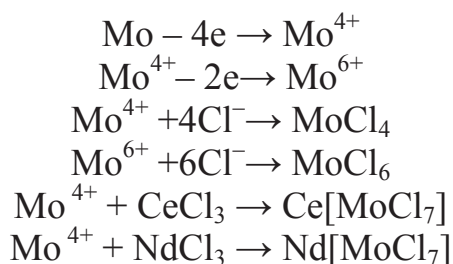 Mo – 4e → Mo⁴⁺
Mo⁴⁺– 2e→ Mo⁶⁺
Mo⁴⁺ +4Cl⁻→ MoCl₄
Mo⁶⁺ +6Cl⁻→ MoCl₆
Mo ⁴⁺ + CeCl₃ → Ce[MoCl₇]
Mo ⁴⁺ + NdCl₃ → Nd[MoCl₇]